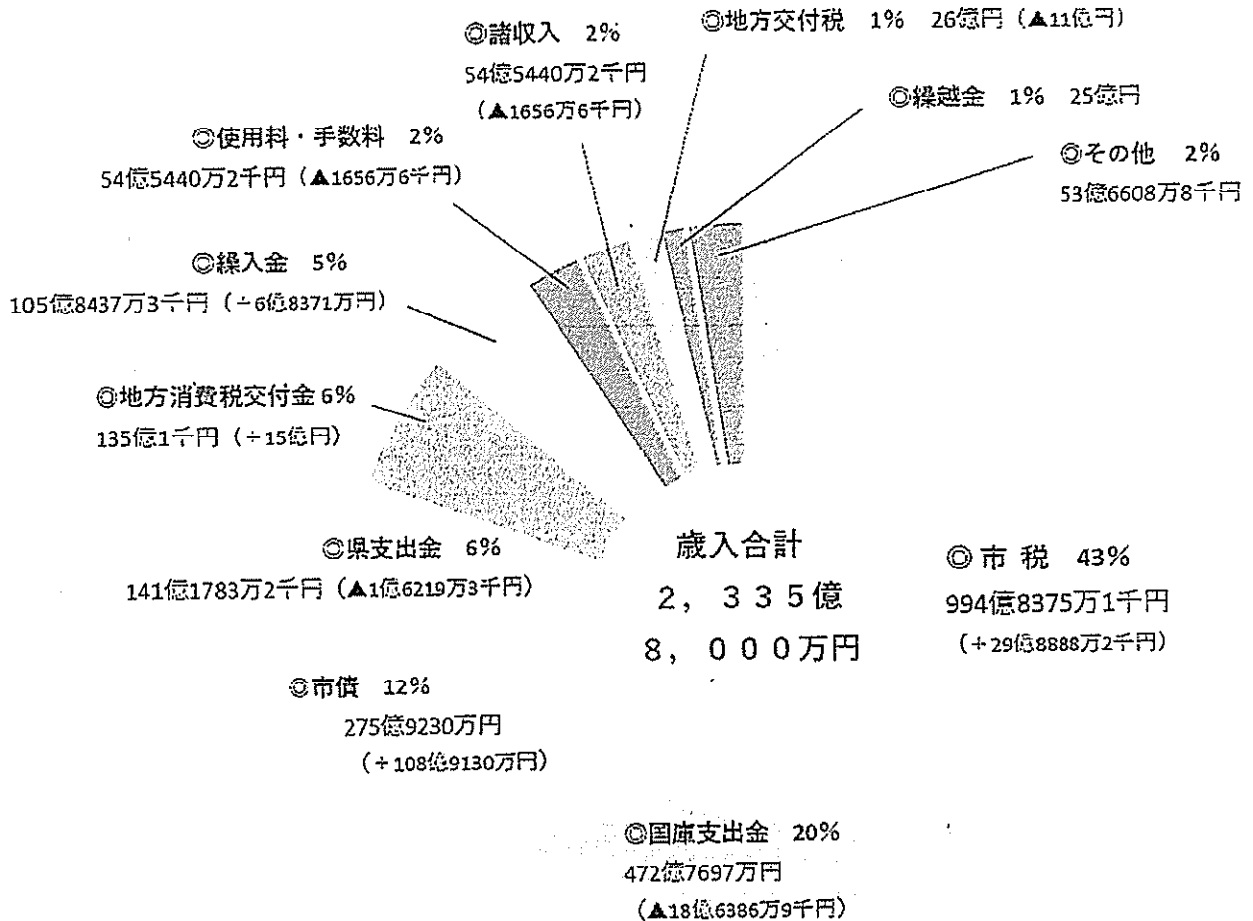 ◎諸収入 2%
54億5440万2千円
(▲1656万6千円)
◎地方交付税 1% 26億円 (▲11億円)
◎繰越金 1% 25億円
◎その他 2%
53億6608万8千円
◎使用料・手数料 2%
54億5440万2千円 (▲1656万6千円)
◎繰入金 5%
105億8437万3千円 (+6億8371万円)
◎地方消費税交付金 6%
135億1千円 (+15億円)
◎県支出金 6%
141億1783万2千円 (▲1億6219万3千円)
歳入合計
2,335億
8,000万円
◎市 税 43%
994億8375万1千円
(+29億8888万2千円)
◎市債 12%
275億9230万円
(+108億9130万円)
◎国庫支出金 20%
472億7697万円
(▲18億6386万9千円)